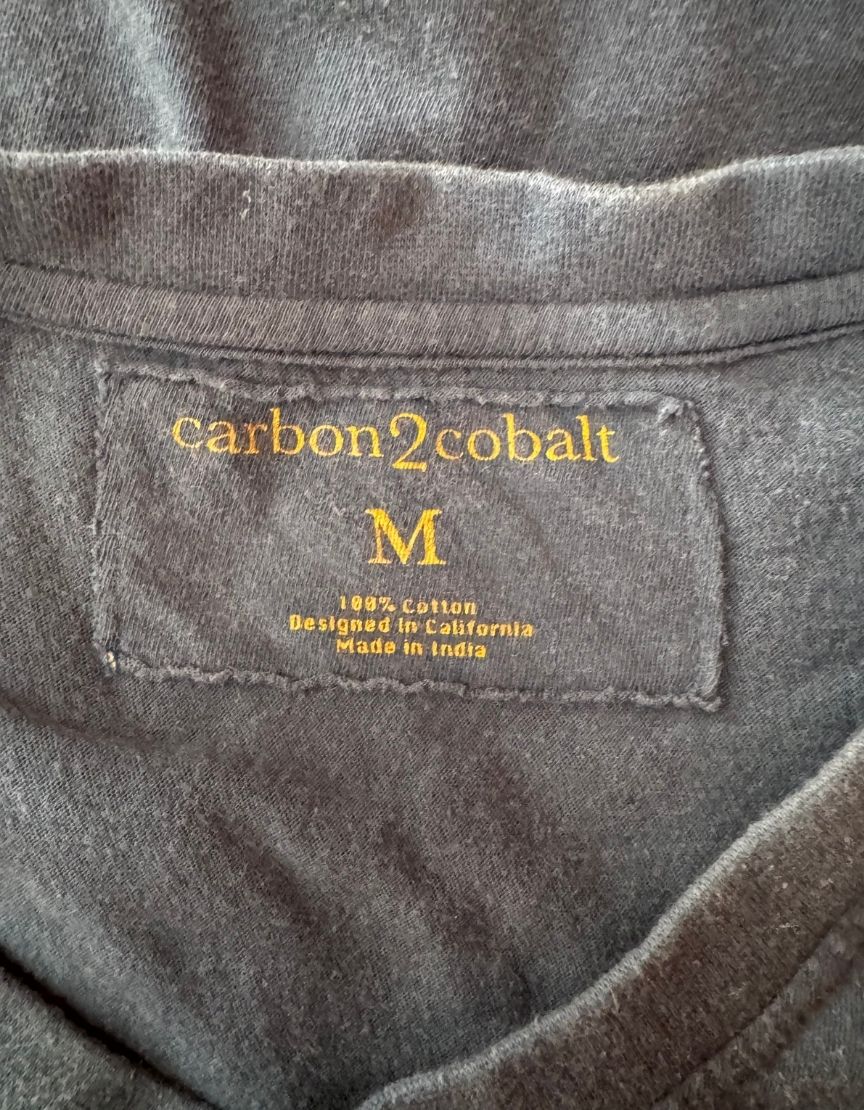 carbon2cobalt
M
100% Cotton
Designed In California
Made in India